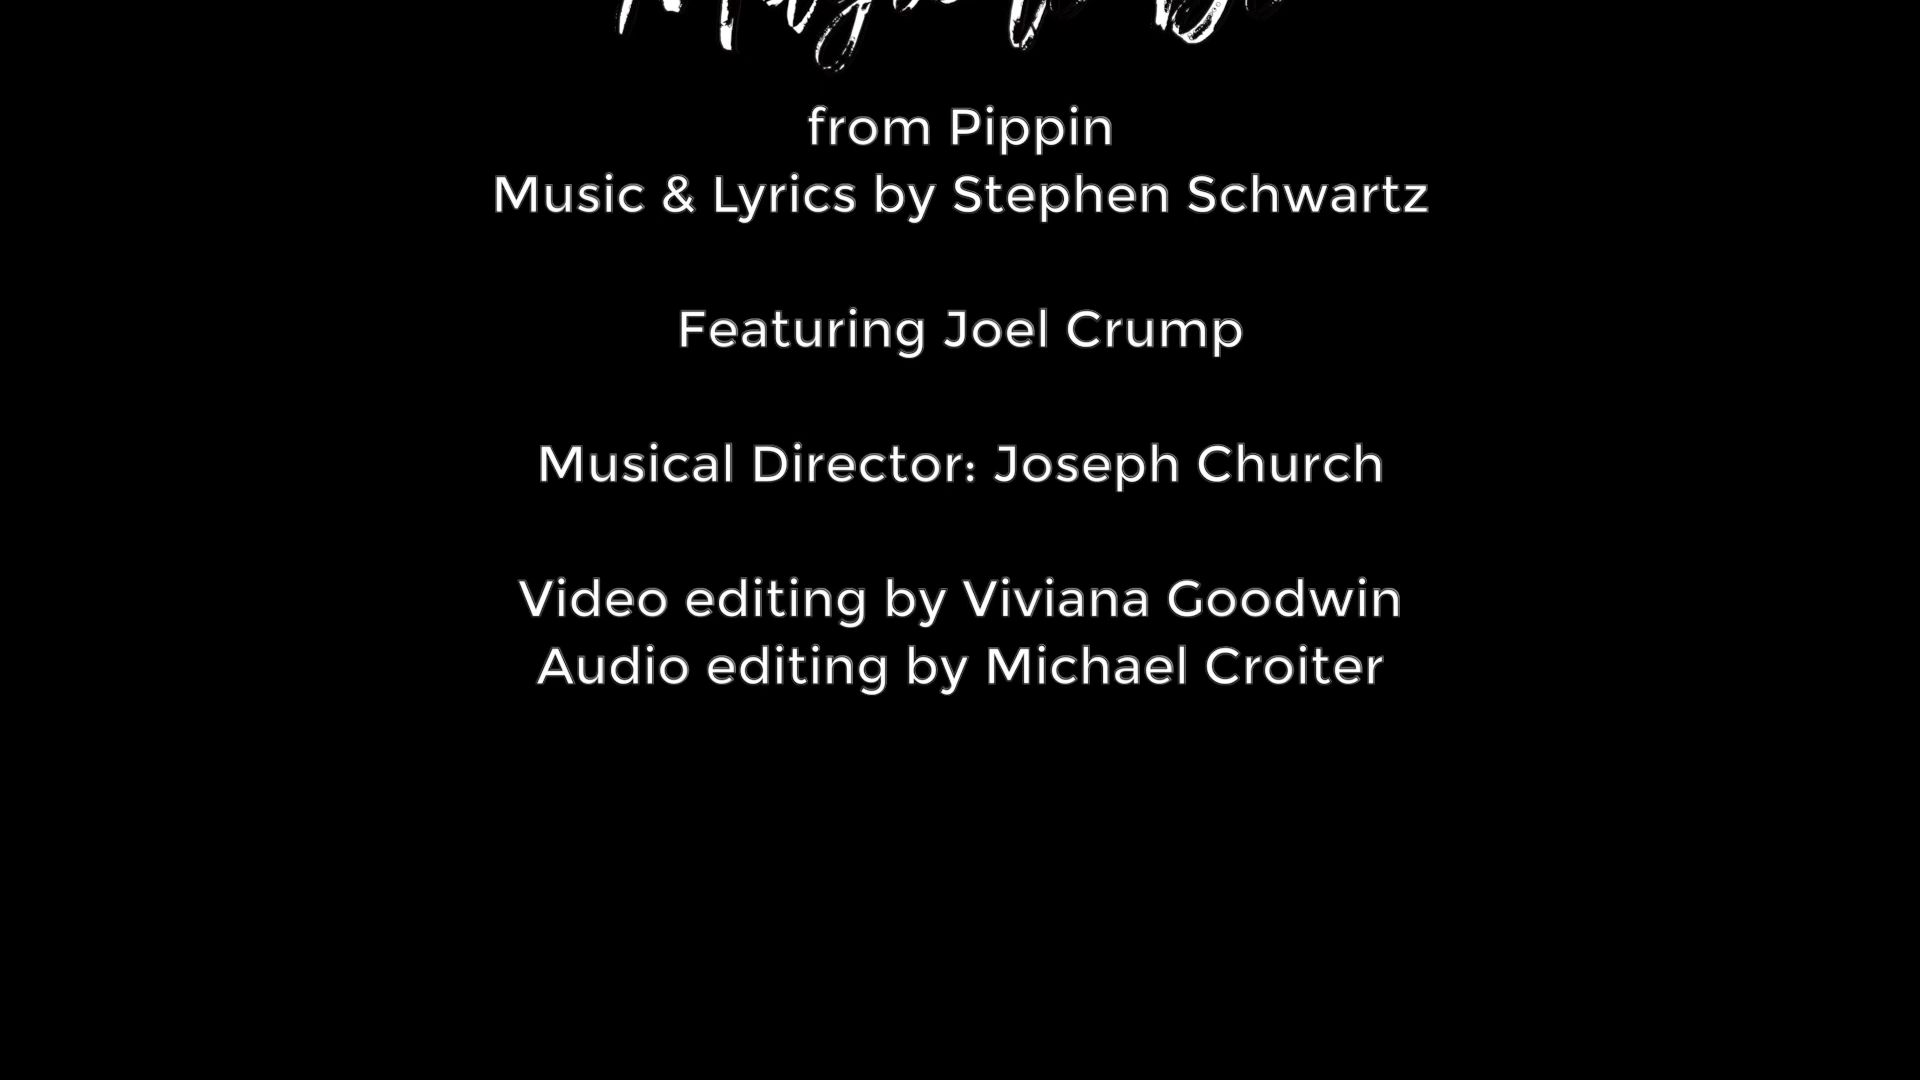 from Pippin
Music & Lyrics by Stephen Schwartz
Featuring Joel Crump
Musical Director: Joseph Church
Video editing by Viviana Goodwin
Audio editing by Michael Croiter